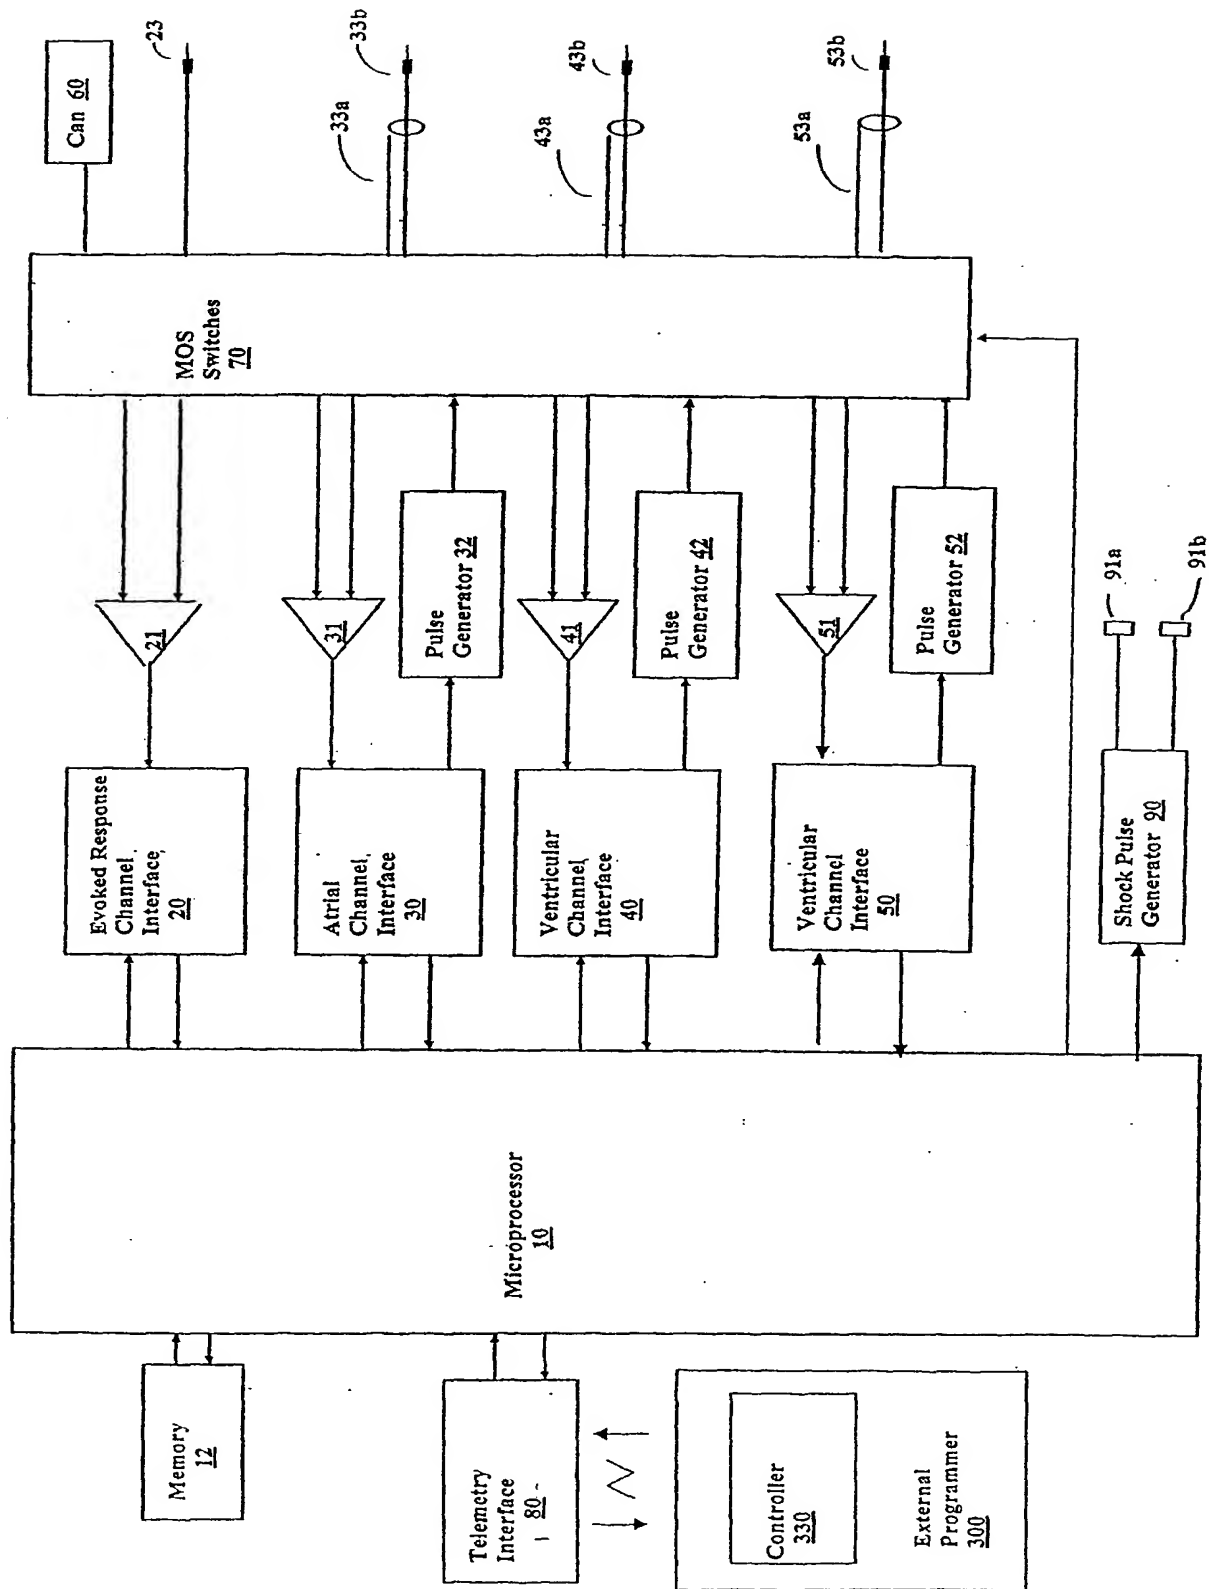 Can 60
23
33a
33b
43a
43b
53a
53b
MOS
Switches
70
21
31
Pulse
Generator 32
41
Pulse
Generator 42
51
Pulse
Generator 52
91a
91b
Evoked Response
Channel
Interface
20
Atrial
Channel
Interface
30
Ventricular
Channel
Interface
40
Ventricular
Channel
Interface
50
Shock Pulse
Generator 90
Microprocessor
10
Memory
12
Telemetry
Interface
80
Controller
330
External
Programmer
300